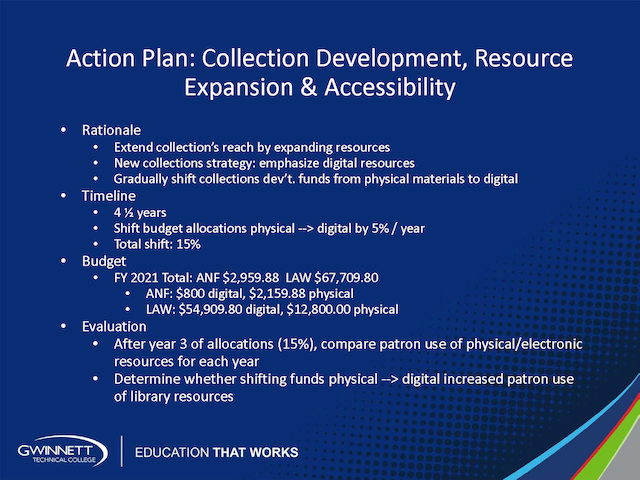 Action Plan: Collection Development, Resource
Expansion & Accessibility
• Rationale
• Extend collection's reach by expanding resources
• New collections strategy: emphasize digital resources
• Gradually shift collections dev't. funds from physical materials to digital
• Timeline
• 4 ½ years
• Shift budget allocations physical --> digital by 5% / year
• Total shift: 15%
• Budget
• FY 2021 Total: ANF $2,959.88  LAW $67,709.80
• ANF: $800 digital, $2,159.88 physical
• LAW: $54,909.80 digital, $12,800.00 physical
• Evaluation
• After year 3 of allocations (15%), compare patron use of physical/electronic
resources for each year
• Determine whether shifting funds physical --> digital increased patron use
of library resources
GWINNETT
TECHNICAL COLLEGE
EDUCATION THAT WORKS